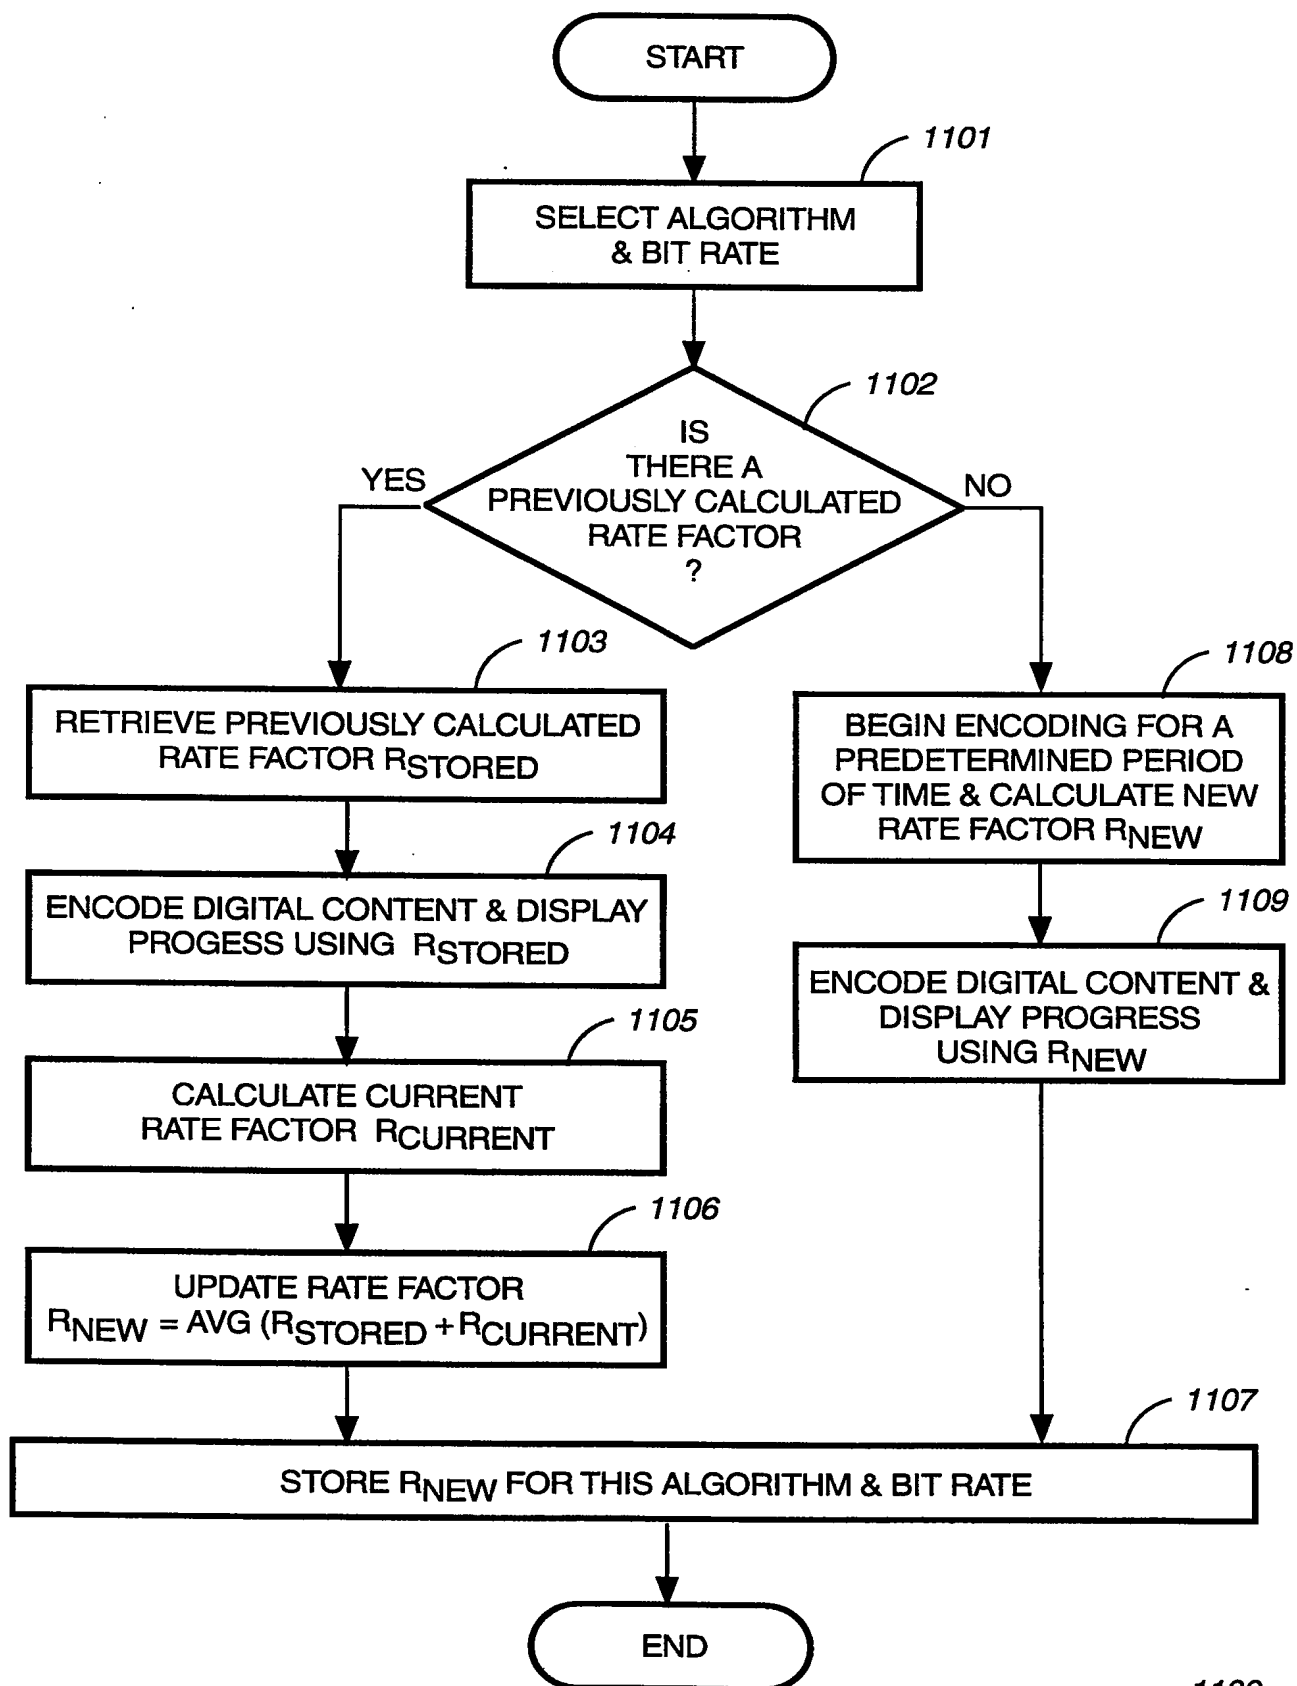 START
1101
SELECT ALGORITHM
& BIT RATE
1102
IS
THERE A
PREVIOUSLY CALCULATED
RATE FACTOR
?
YES
NO
1103
RETRIEVE PREVIOUSLY CALCULATED
RATE FACTOR RSTORED
1104
ENCODE DIGITAL CONTENT & DISPLAY
PROGESS USING RSTORED
1105
CALCULATE CURRENT
RATE FACTOR RCURRENT
1106
UPDATE RATE FACTOR
RNEW = AVG (RSTORED + RCURRENT)
1108
BEGIN ENCODING FOR A
PREDETERMINED PERIOD
OF TIME & CALCULATE NEW
RATE FACTOR RNEW
1109
ENCODE DIGITAL CONTENT &
DISPLAY PROGRESS
USING RNEW
1107
STORE RNEW FOR THIS ALGORITHM & BIT RATE
END